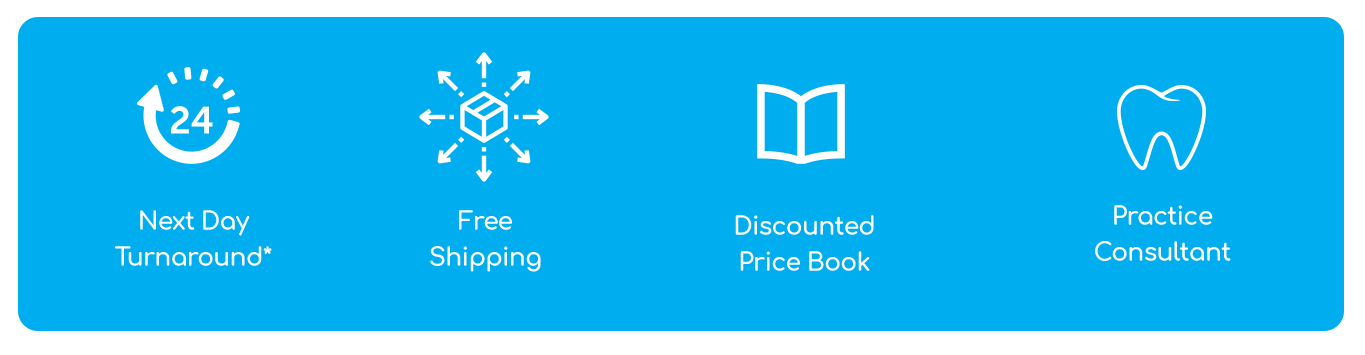 24
Next Day
Turnaround*
Free
Shipping
Discounted
Price Book
Practice
Consultant